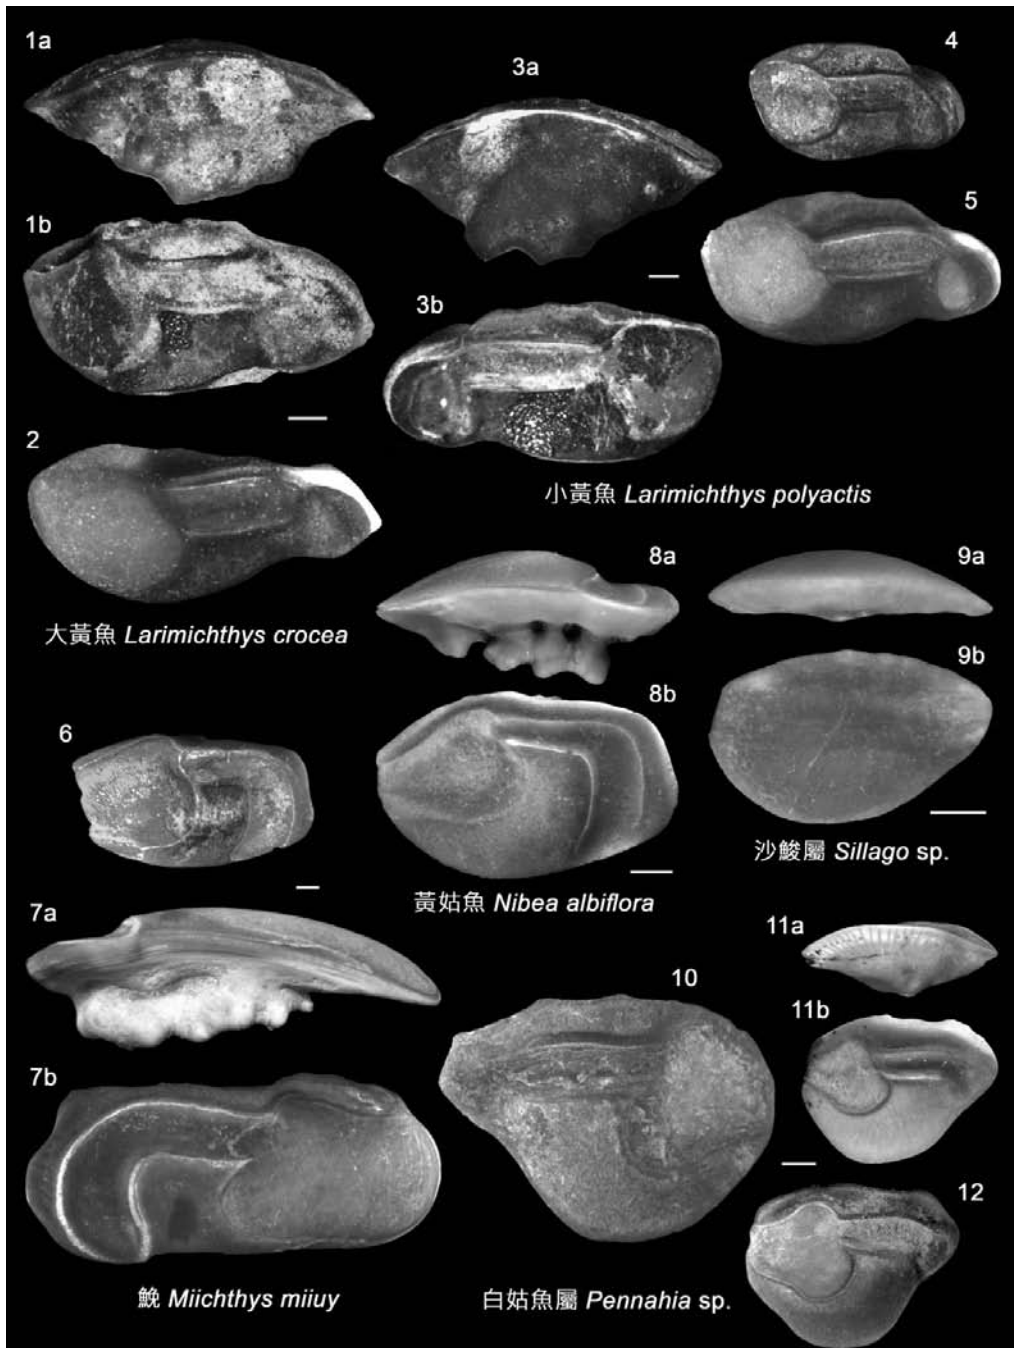 1a
3a
4
1b
5
3b
2
小黃魚 Larimichthys polyactis
8a
9a
大黃魚 Larimichthys crocea
9b
8b
6
沙鮻屬 Sillago sp.
黃姑魚 Nibea albiflora
7a
11a
10
11b
7b
12
鮸 Miichthys miiuy
白姑魚屬 Pennahia sp.